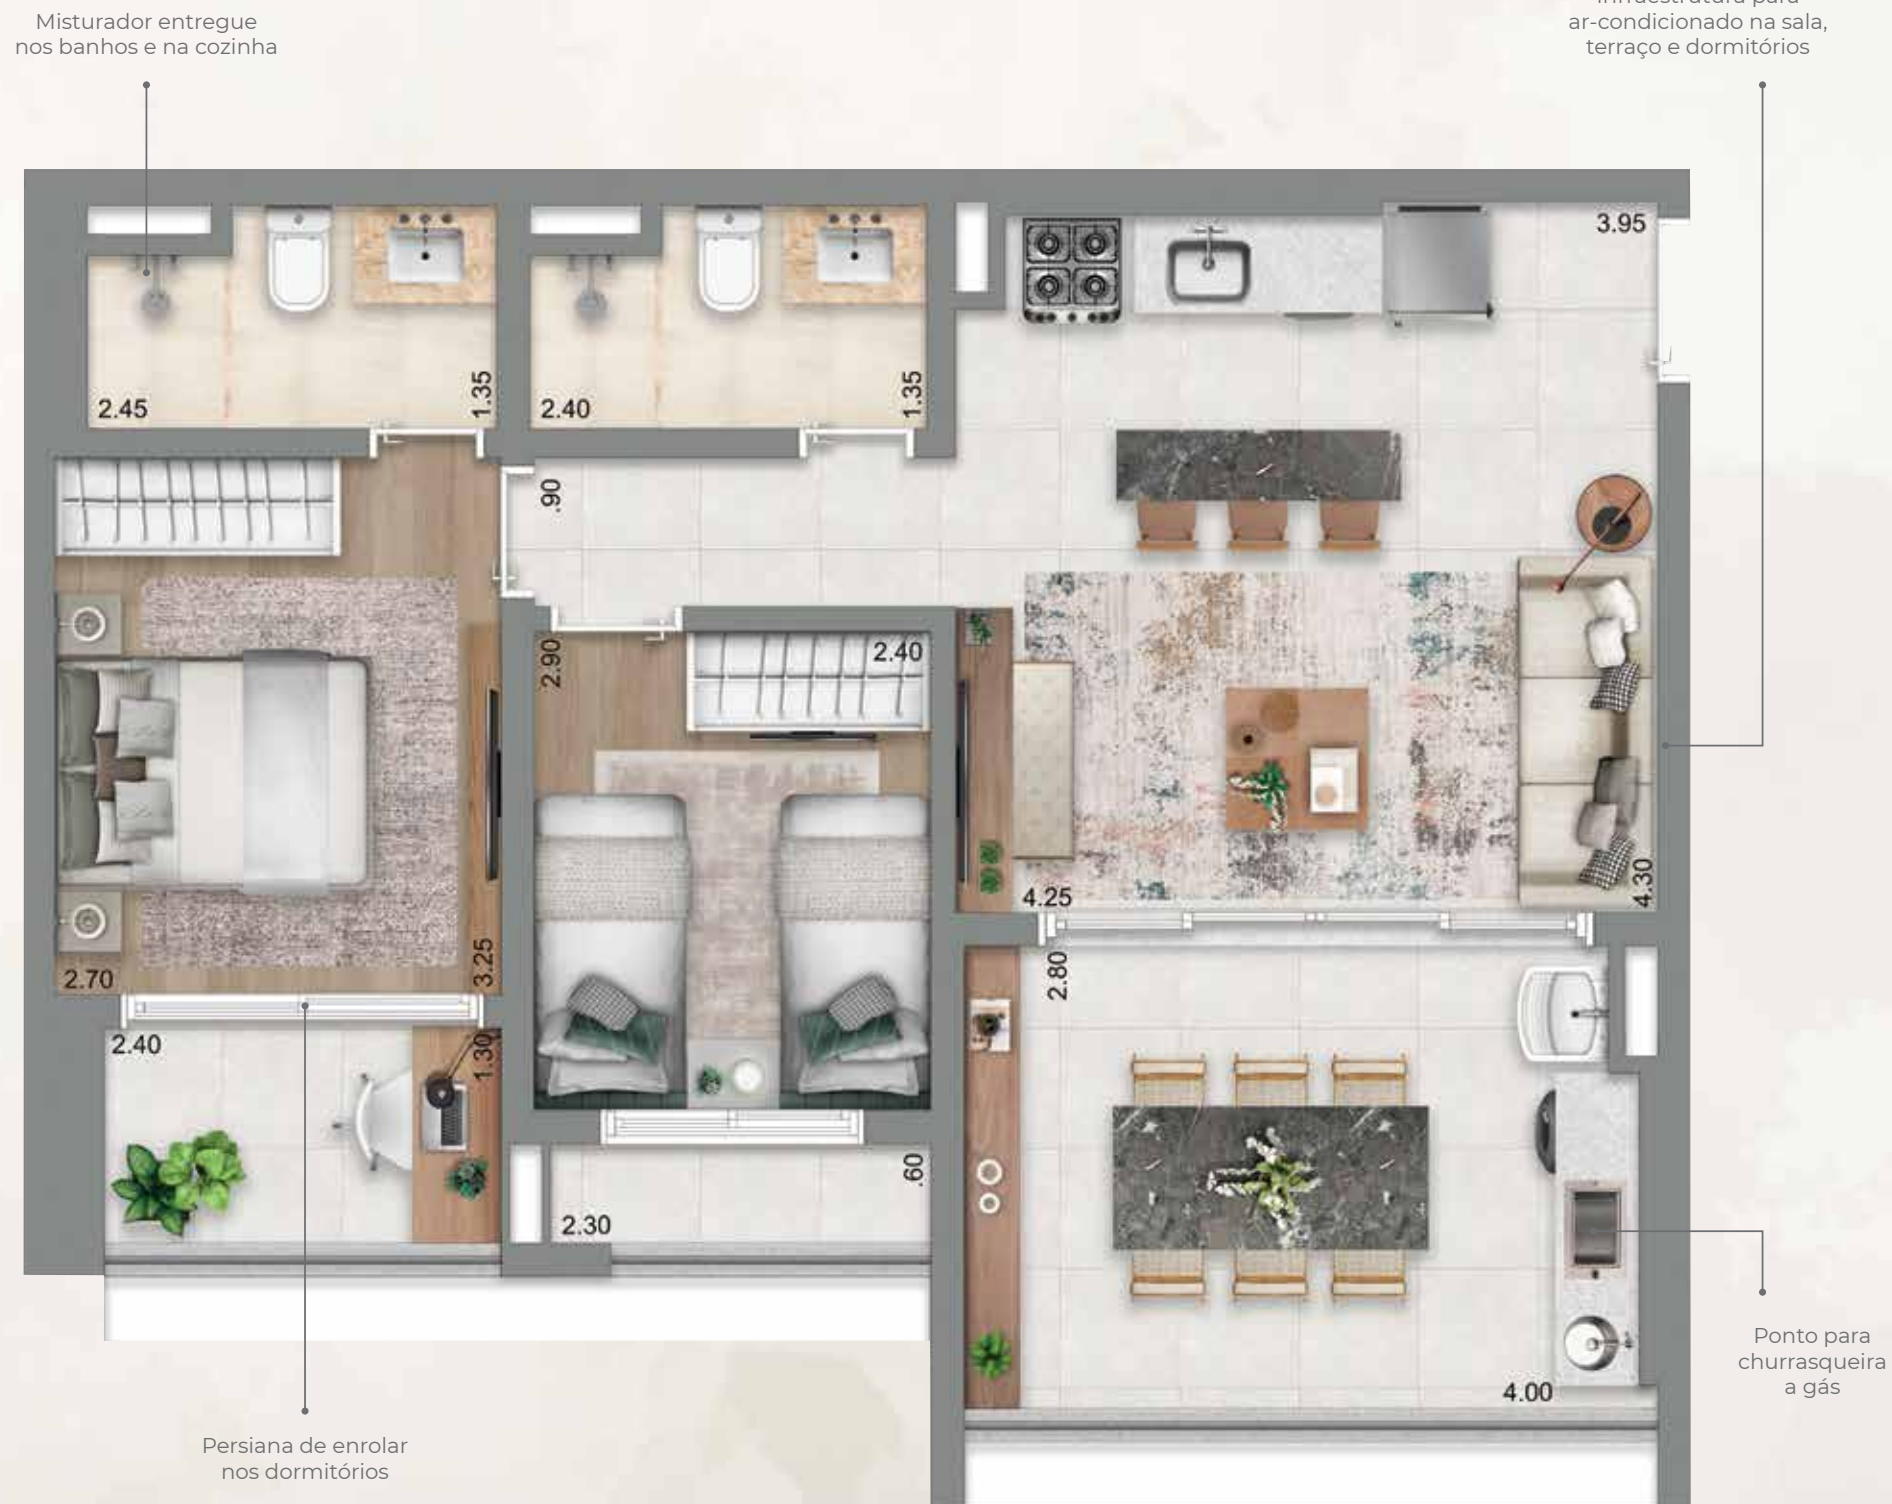 Misturador entregue
nos banhos e na cozinha
Infraestrutura para
ar-condicionado na sala,
terraço e dormitórios
3.95
2.45
1.35
2.40
1.35
.90
2.90
2.40
4.25
4.30
2.70
3.25
2.80
2.40
1.30
.60
2.30
4.00
Ponto para
churrasqueira
a gás
Persiana de enrolar
nos dormitórios